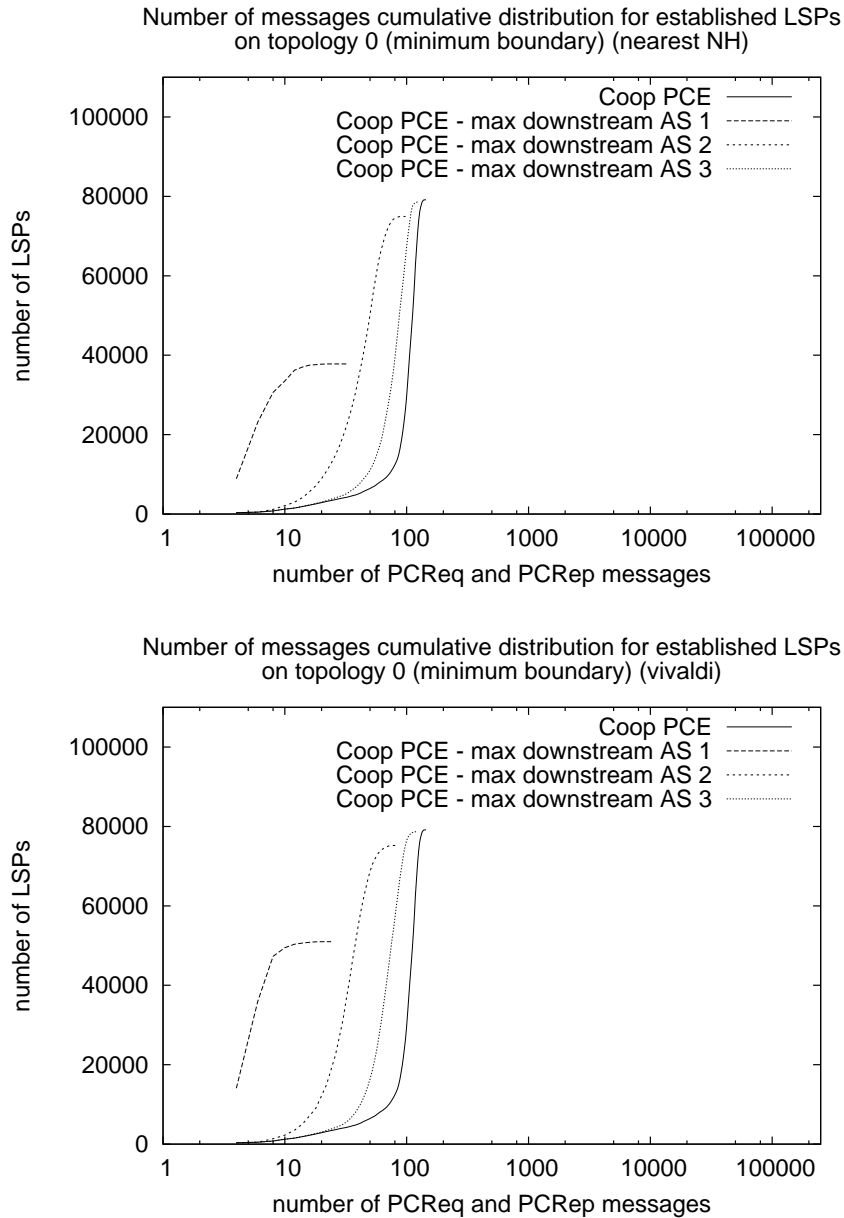 Number of messages cumulative distribution for established LSPs
on topology 0 (minimum boundary) (nearest NH)
Coop PCE
Coop PCE - max downstream AS 1
Coop PCE - max downstream AS 2
Coop PCE - max downstream AS 3
100000
80000
60000
40000
20000
0
number of LSPs
1 10 100 1000 10000 100000
number of PCReq and PCRep messages
Number of messages cumulative distribution for established LSPs
on topology 0 (minimum boundary) (vivaldi)
Coop PCE
Coop PCE - max downstream AS 1
Coop PCE - max downstream AS 2
Coop PCE - max downstream AS 3
100000
80000
60000
40000
20000
0
number of LSPs
1 10 100 1000 10000 100000
number of PCReq and PCRep messages